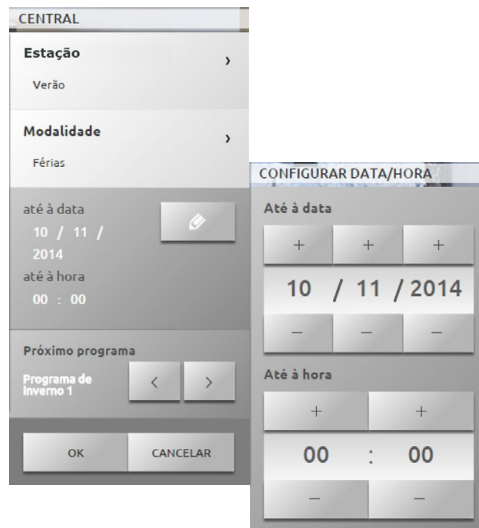 CENTRAL
Estação
›
Verão
Modalidade
›
Férias
até à data
10 / 11 /
2014
até à hora
00 : 00
Próximo programa
Programa de
inverno 1
< >
OK CANCELAR
CONFIGURAR DATA/HORA
Até à data
+ + +
10 / 11 / 2014
– – –
Até à hora
+ +
00 : 00
– –